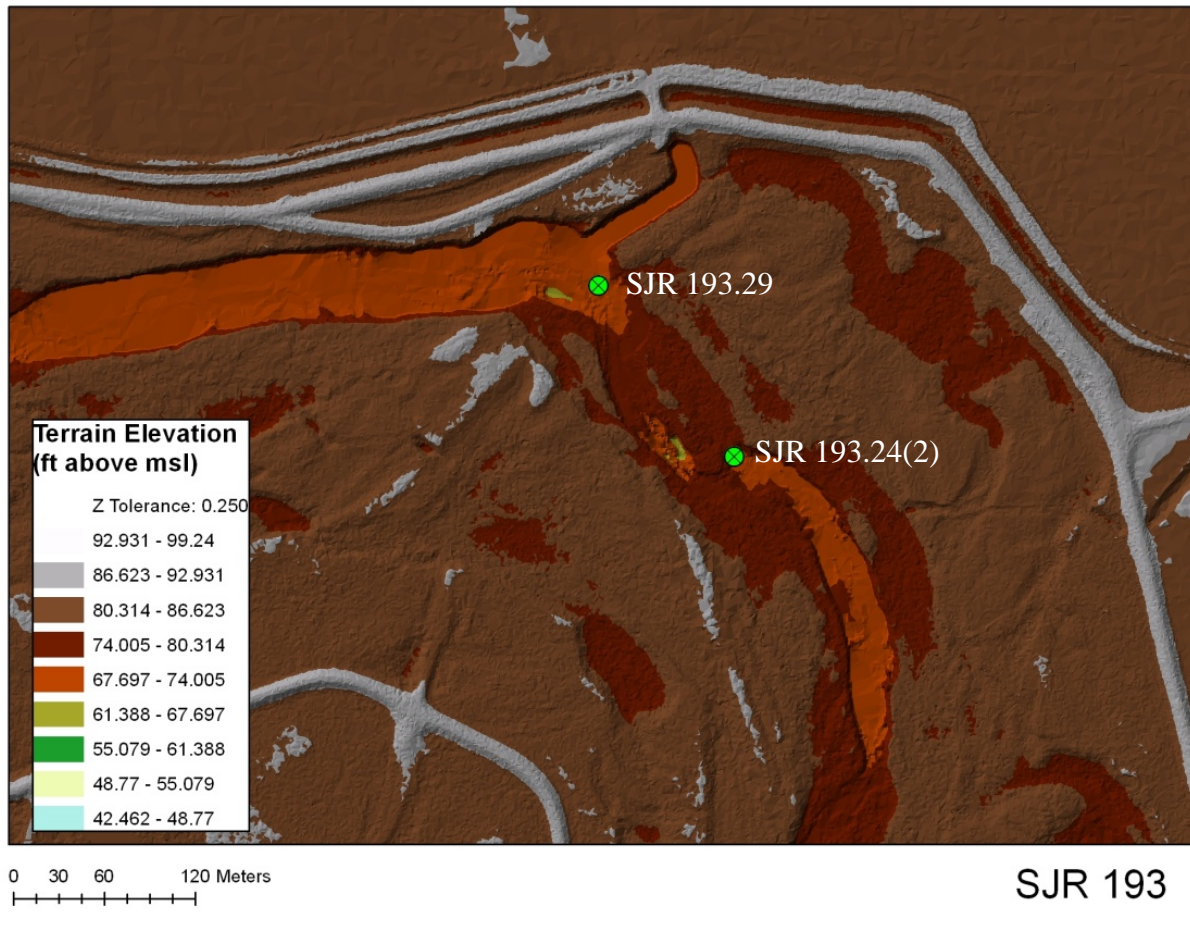 SJR 193.29
SJR 193.24(2)
Terrain Elevation
(ft above msl)
Z Tolerance: 0.250
92.931 - 99.24
86.623 - 92.931
80.314 - 86.623
74.005 - 80.314
67.697 - 74.005
61.388 - 67.697
55.079 - 61.388
48.77 - 55.079
42.462 - 48.77
0 30 60 120 Meters
SJR 193